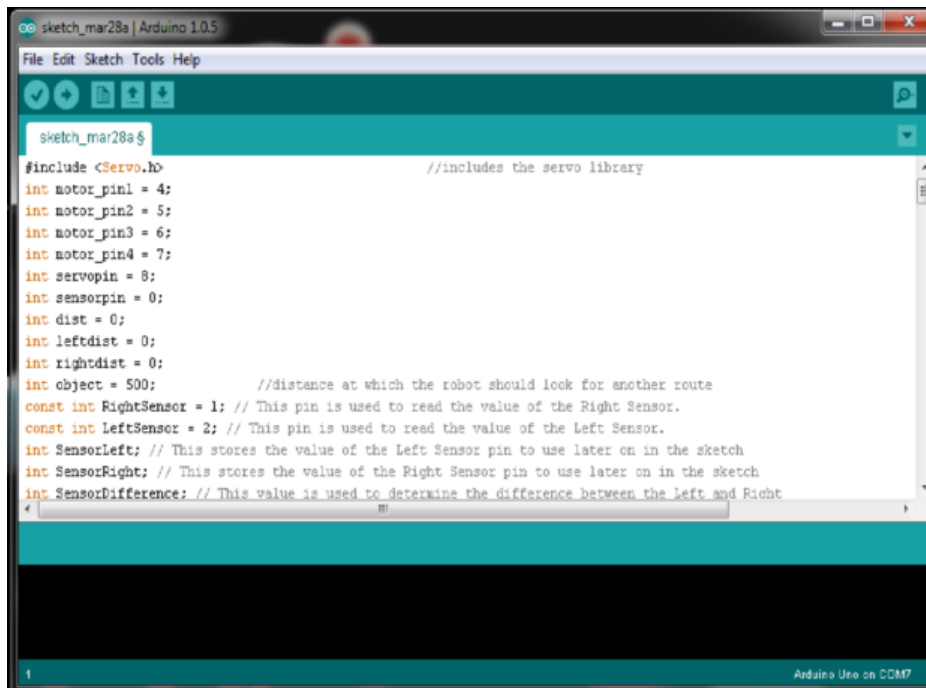 sketch_mar28a | Arduino 1.0.5
File Edit Sketch Tools Help
sketch_mar28a §
#include <Servo.h> //includes the servo library
int motor_pin1 = 4;
int motor_pin2 = 5;
int motor_pin3 = 6;
int motor_pin4 = 7;
int servopin = 8;
int sensorpin = 0;
int dist = 0;
int leftdist = 0;
int rightdist = 0;
int object = 500; //distance at which the robot should look for another route
const int RightSensor = 1; // This pin is used to read the value of the Right Sensor.
const int LeftSensor = 2; // This pin is used to read the value of the Left Sensor.
int SensorLeft; // This stores the value of the Left Sensor pin to use later on in the sketch
int SensorRight; // This stores the value of the Right Sensor pin to use later on in the sketch
int SensorDifference; // This value is used to determine the difference between the Left and Right
1 Arduino Uno on COM7